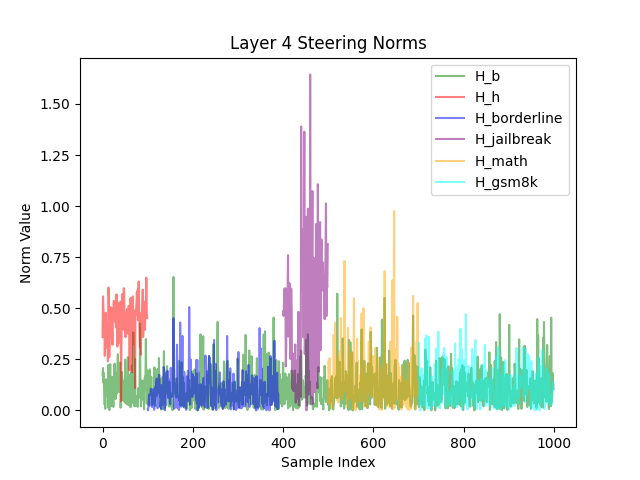 Layer 4 Steering Norms
Norm Value
1.50
1.25
1.00
0.75
0.50
0.25
0.00
H_b
H_h
H_borderline
H_jailbreak
H_math
H_gsm8k
0
200
400
600
800
1000
Sample Index